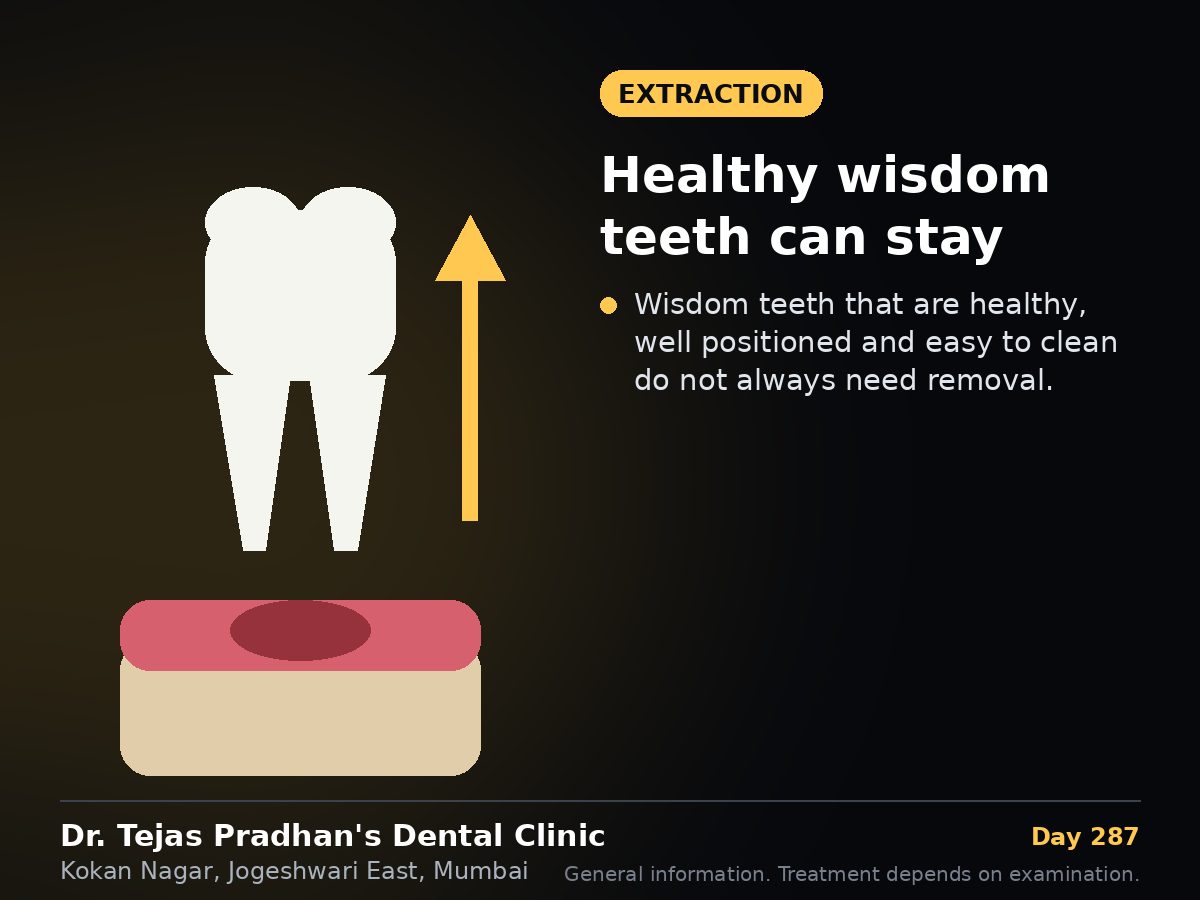 EXTRACTION
Healthy wisdom
teeth can stay
Wisdom teeth that are healthy,
well positioned and easy to clean
do not always need removal.
Dr. Tejas Pradhan's Dental Clinic
Day 287
Kokan Nagar, Jogeshwari East, Mumbai
General information. Treatment depends on examination.